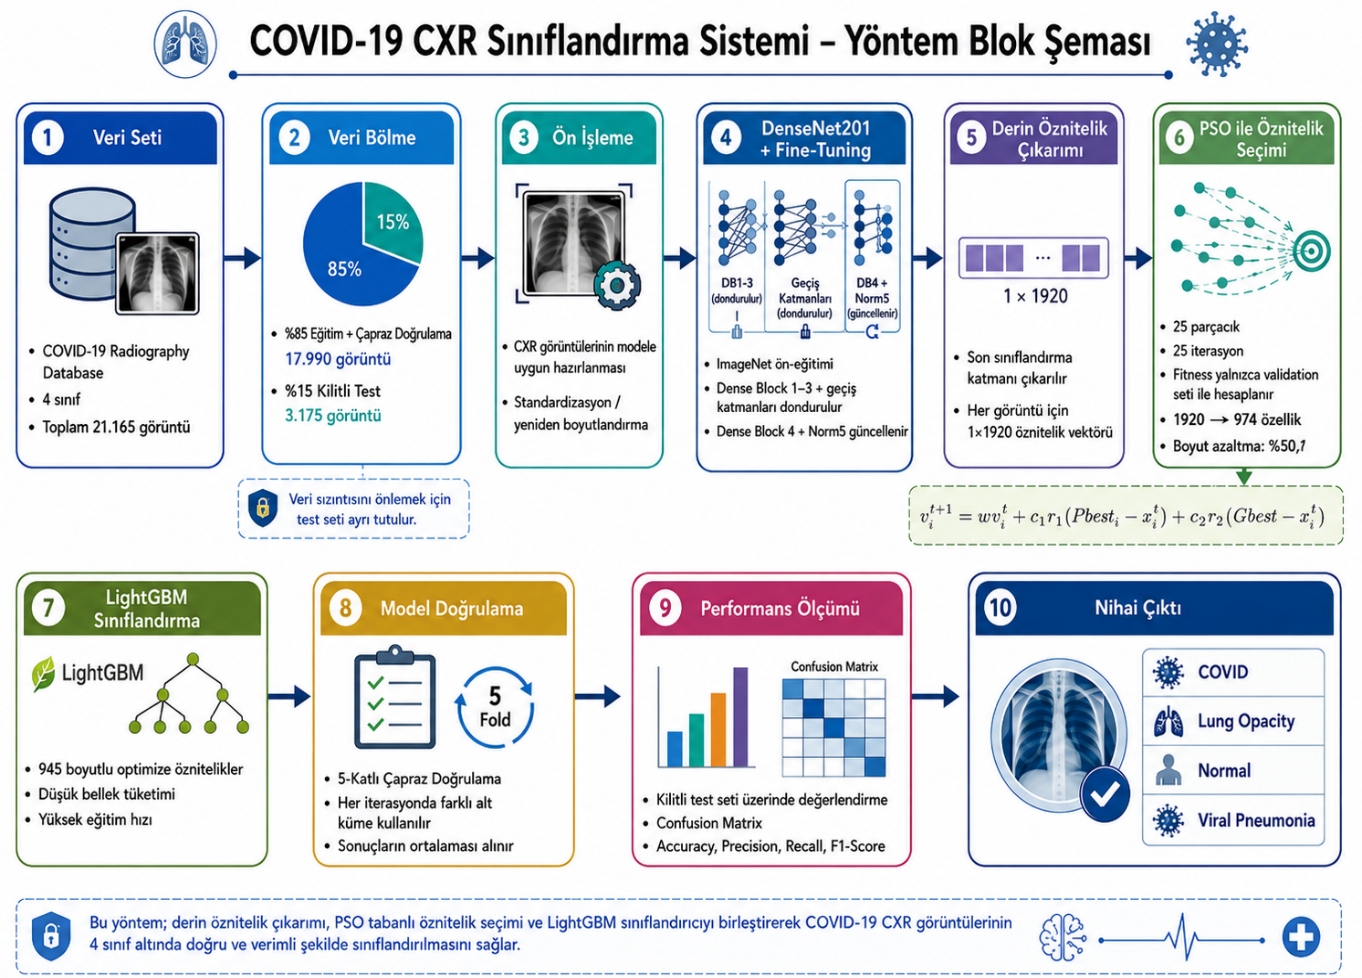 COVID-19 CXR Sınıflandırma Sistemi – Yöntem Blok Şeması
1 Veri Seti
• COVID-19 Radiography
Database
• 4 sınıf
• Toplam 21.165 görüntü
2 Veri Bölme
15%
85%
• %85 Eğitim + Çapraz Doğrulama
17.990 görüntü
• %15 Kilitli Test
3.175 görüntü
Veri sızıntısını önlemek için
test seti ayrı tutulur.
3 Ön İşleme
• CXR görüntülerinin modele
uygun hazırlanması
• Standardizasyon /
yeniden boyutlandırma
4 DenseNet201
+ Fine-Tuning
DB1-3
(dondurulur)
Geçiş
Katmanları
(dondurulur)
DB4 +
Norm5
(güncellenir)
• ImageNet ön-eğitimi
• Dense Block 1–3 + geçiş
katmanları dondurulur
• Dense Block 4 + Norm5 güncellenir
5 Derin Öznitelik
Çıkarımı
...
1 × 1920
• Son sınıflandırma
katmanı çıkarılır
• Her görüntü için
1×1920 öznitelik vektörü
6 PSO ile Öznitelik
Seçimi
• 25 parçacık
• 25 iterasyon
• Fitness yalnızca validation
seti ile hesaplanır
• 1920 → 974 özellik
• Boyut azaltma: %50,1
v_i^{t+1} = wv_i^t + c_1r_1(Pbest_i − x_i^t) + c_2r_2(Gbest − x_i^t)
7 LightGBM
Sınıflandırma
LightGBM
• 945 boyutlu optimize öznitelikler
• Düşük bellek tüketimi
• Yüksek eğitim hızı
8 Model Doğrulama
5
Fold
• 5-Katlı Çapraz Doğrulama
• Her iterasyonda farklı alt
küme kullanılır
• Sonuçların ortalaması alınır
9 Performans Ölçümü
Confusion Matrix
• Kilitli test seti üzerinde değerlendirme
• Confusion Matrix
• Accuracy, Precision, Recall, F1-Score
10 Nihai Çıktı
COVID
Lung Opacity
Normal
Viral Pneumonia
Bu yöntem; derin öznitelik çıkarımı, PSO tabanlı öznitelik seçimi ve LightGBM sınıflandırıcıyı birleştirerek COVID-19 CXR görüntülerinin
4 sınıf altında doğru ve verimli şekilde sınıflandırılmasını sağlar.